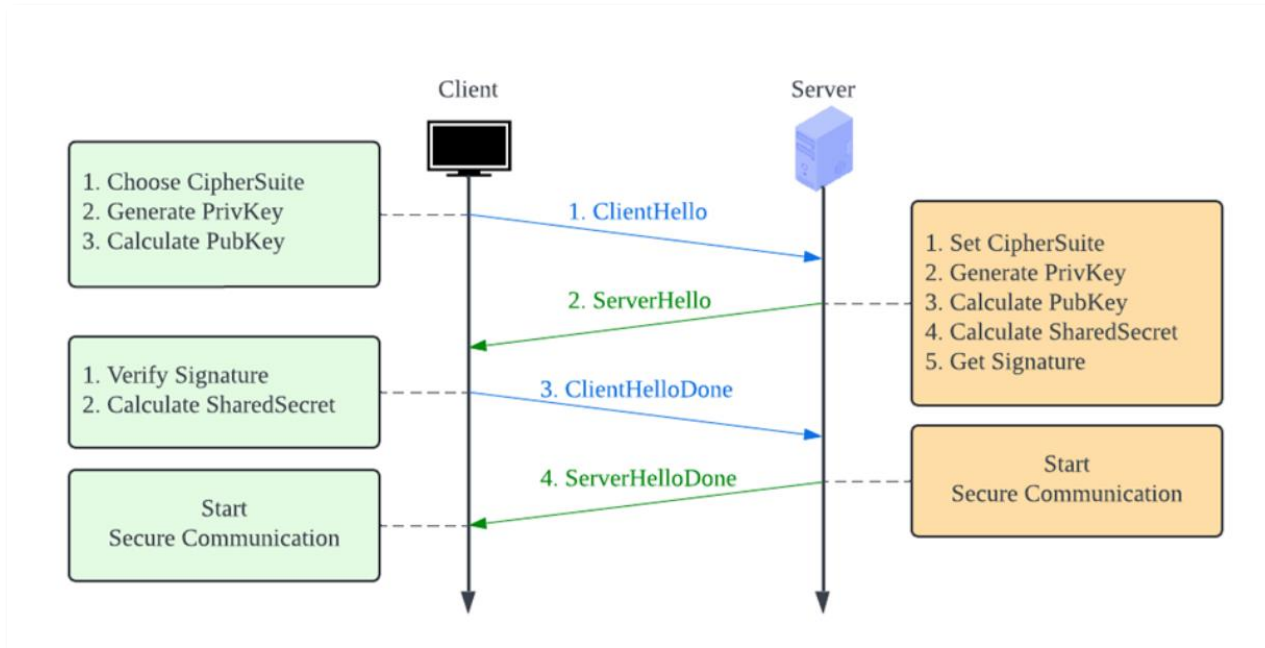 Client
Server
1. Choose CipherSuite
2. Generate PrivKey
3. Calculate PubKey
1. ClientHello
1. Set CipherSuite
2. Generate PrivKey
3. Calculate PubKey
4. Calculate SharedSecret
5. Get Signature
2. ServerHello
1. Verify Signature
2. Calculate SharedSecret
3. ClientHelloDone
4. ServerHelloDone
Start
Secure Communication
Start
Secure Communication